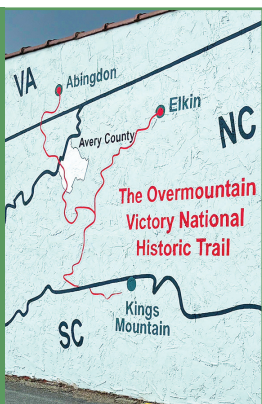 VA
Abingdon
Elkin
NC
Avery County
The Overmountain
Victory National
Historic Trail
Kings
Mountain
SC